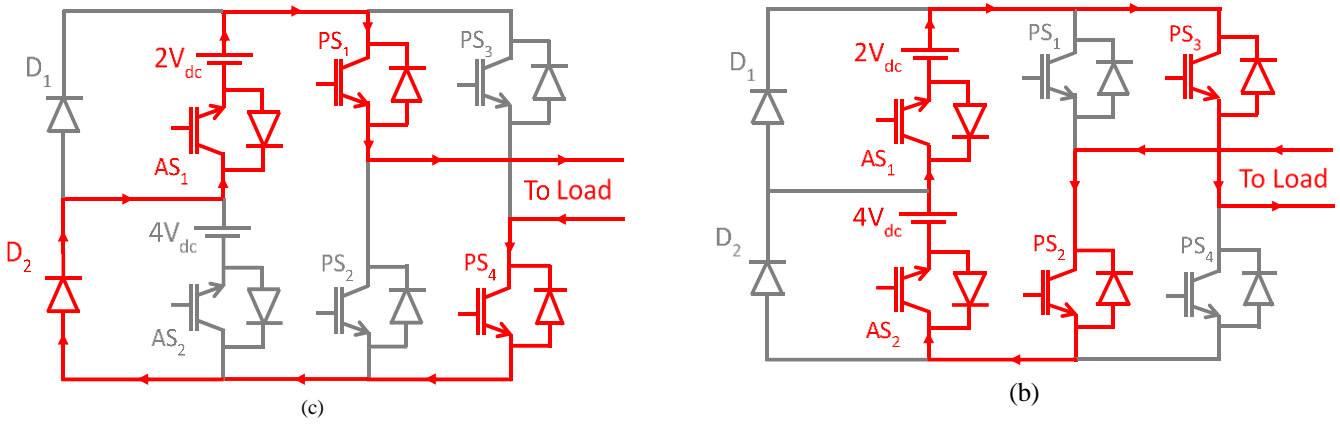 D1
2Vdc
AS1
PS1
PS3
To Load
D2
4Vdc
AS2
PS2
PS4
(c)
D1
2Vdc
AS1
PS1
PS3
To Load
D2
4Vdc
AS2
PS2
PS4
(b)